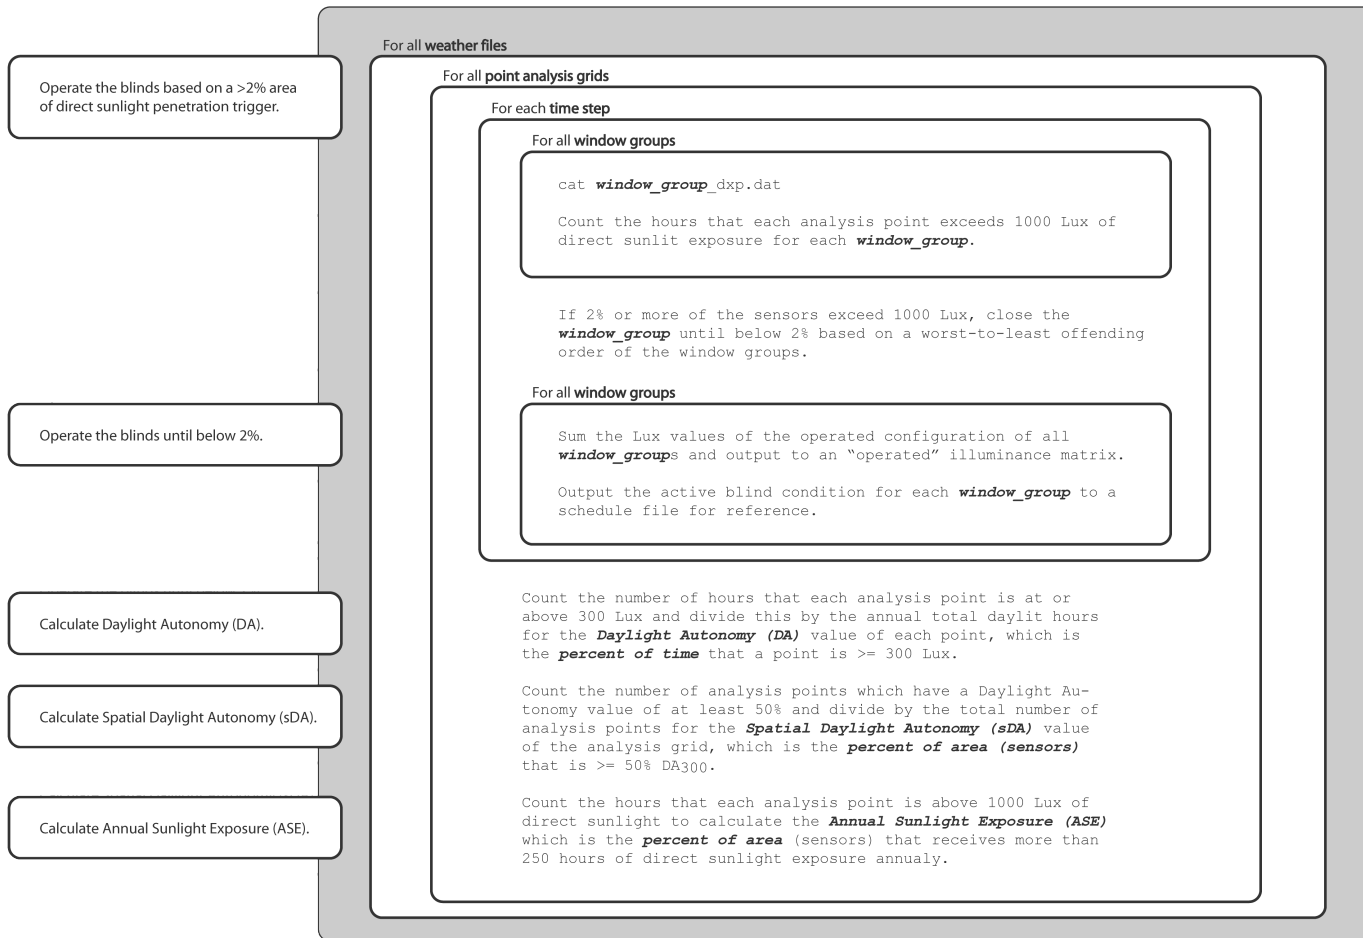 For all weather files
Operate the blinds based on a >2% area
of direct sunlight penetration trigger.
For all point analysis grids
For each time step
For all window groups
cat window_group_dxp.dat
Count the hours that each analysis point exceeds 1000 Lux of
direct sunlit exposure for each window_group.
If 2% or more of the sensors exceed 1000 Lux, close the
window_group until below 2% based on a worst-to-least offending
order of the window groups.
For all window groups
Operate the blinds until below 2%.
Sum the Lux values of the operated configuration of all
window_groups and output to an “operated” illuminance matrix.
Output the active blind condition for each window_group to a
schedule file for reference.
Calculate Daylight Autonomy (DA).
Count the number of hours that each analysis point is at or
above 300 Lux and divide this by the annual total daylit hours
for the Daylight Autonomy (DA) value of each point, which is
the percent of time that a point is >= 300 Lux.
Calculate Spatial Daylight Autonomy (sDA).
Count the number of analysis points which have a Daylight Au-
tonomy value of at least 50% and divide by the total number of
analysis points for the Spatial Daylight Autonomy (sDA) value
of the analysis grid, which is the percent of area (sensors)
that is >= 50% DA300.
Calculate Annual Sunlight Exposure (ASE).
Count the hours that each analysis point is above 1000 Lux of
direct sunlight to calculate the Annual Sunlight Exposure (ASE)
which is the percent of area (sensors) that receives more than
250 hours of direct sunlight exposure annualy.